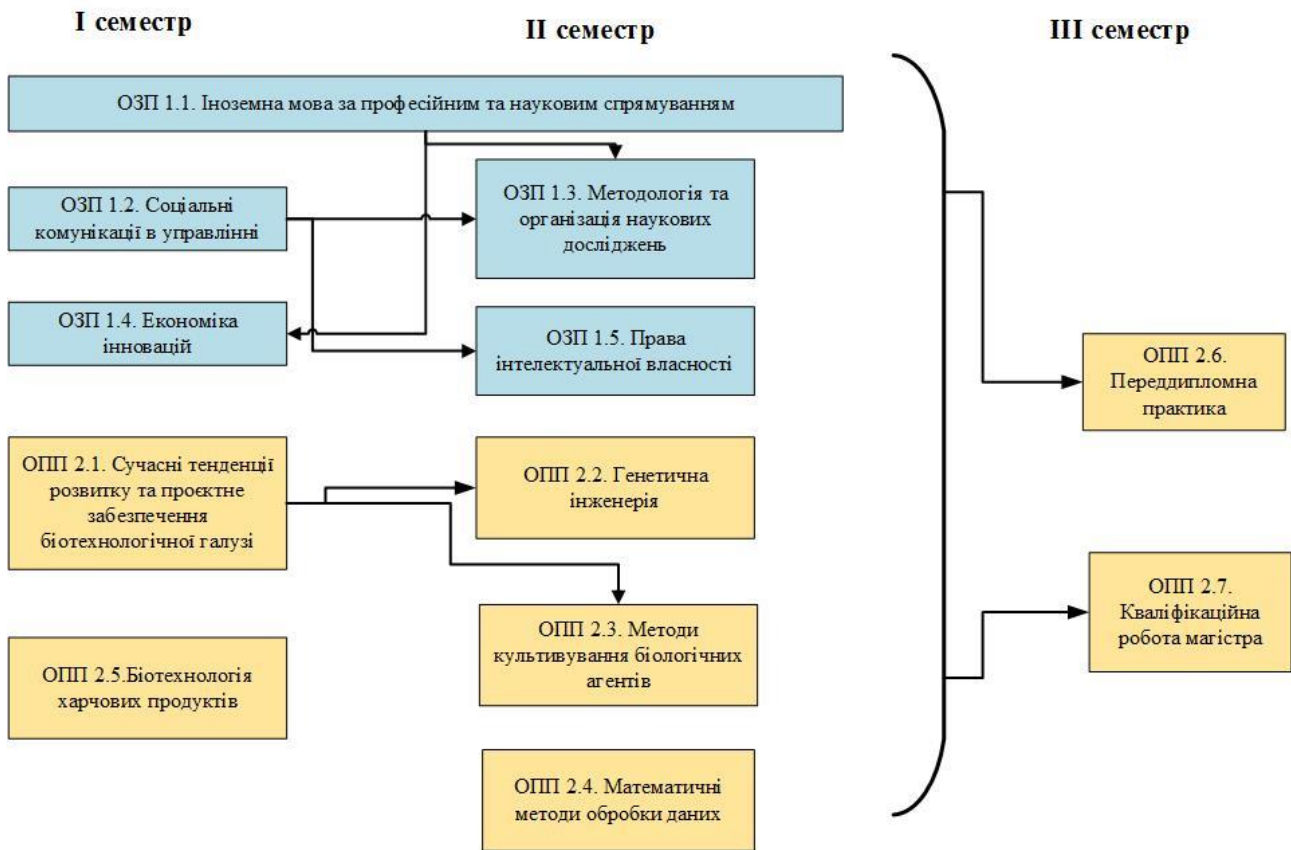 I семестр
II семестр
III семестр
ОЗП 1.1. Іноземна мова за професійним та науковим спрямуванням
ОЗП 1.2. Соціальні
комунікації в управлінні
ОЗП 1.3. Методологія та
організація наукових
досліджень
ОЗП 1.4. Економіка
інновацій
ОЗП 1.5. Права
інтелектуальної власності
ОПП 2.6.
Переддипломна
практика
ОПП 2.1. Сучасні тенденції
розвитку та проєктне
забезпечення
біотехнологічної галузі
ОПП 2.2. Генетична
інженерія
ОПП 2.3. Методи
культивування біологічних
агентів
ОПП 2.7.
Кваліфікаційна
робота магістра
ОПП 2.5.Біотехнологія
харчових продуктів
ОПП 2.4. Математичні
методи обробки даних